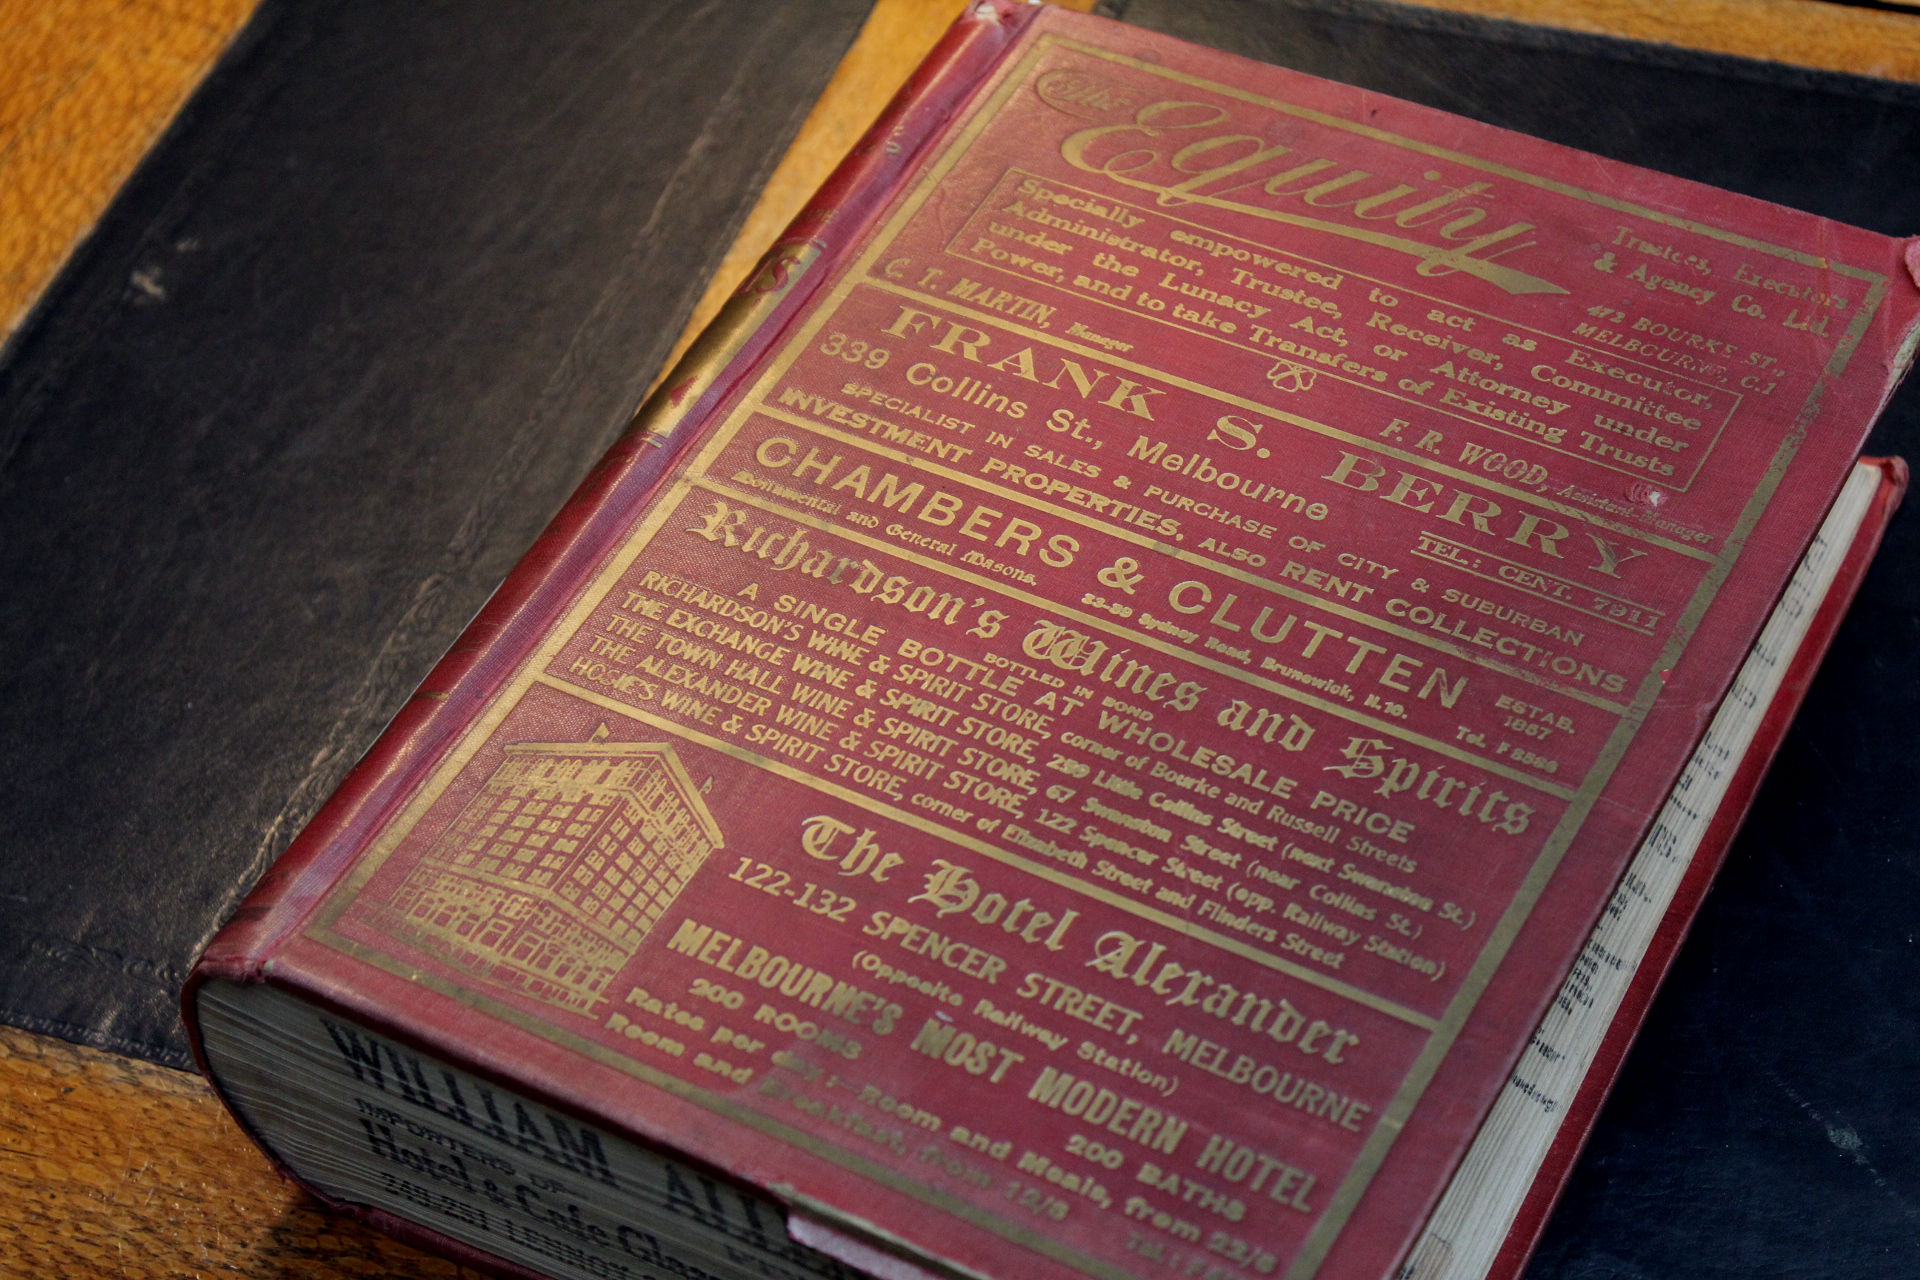 The
Equity
Trustees, Executors
& Agency Co. Ltd.
472 BOURKE ST.,
MELBOURNE, C.1
Specially empowered to act as Executor,
Administrator, Trustee, Receiver, Committee
under the Lunacy Act, or Attorney under
Power, and to take Transfers of Existing Trusts
C. T. MARTIN, Manager
F. R. WOOD, Assistant-Manager
FRANK S. BERRY
339 Collins St., Melbourne
TEL.: CENT. 7911
SPECIALIST IN SALES & PURCHASE OF CITY & SUBURBAN
INVESTMENT PROPERTIES, ALSO RENT COLLECTIONS
CHAMBERS & CLUTTEN
ESTAB.
1857
Monumental and General Masons.
33-39 Sydney Road, Brunswick, N.10.
Tel. F
Richardson's Wines and Spirits
BOTTLED IN BOND
A SINGLE BOTTLE AT WHOLESALE PRICE
RICHARDSON'S WINE & SPIRIT STORE, corner of Bourke and Russell Streets
THE EXCHANGE WINE & SPIRIT STORE, 259 Little Collins Street (next Swanston St.)
THE TOWN HALL WINE & SPIRIT STORE, 67 Swanston Street (near Collins St.)
THE ALEXANDER WINE & SPIRIT STORE, 122 Spencer Street (opp. Railway Station)
HOSIE'S WINE & SPIRIT STORE, corner of Elizabeth Street and Flinders Street
The Hotel Alexander
122-132 SPENCER STREET, MELBOURNE
(Opposite Railway Station)
MELBOURNE'S MOST MODERN HOTEL
200 ROOMS
200 BATHS
Rates per day:—Room and Meals, from 22/6
Room and Breakfast, from 12/6
Tel.:
WILLIAM
IMPORTERS OF
Hotel & Cafe